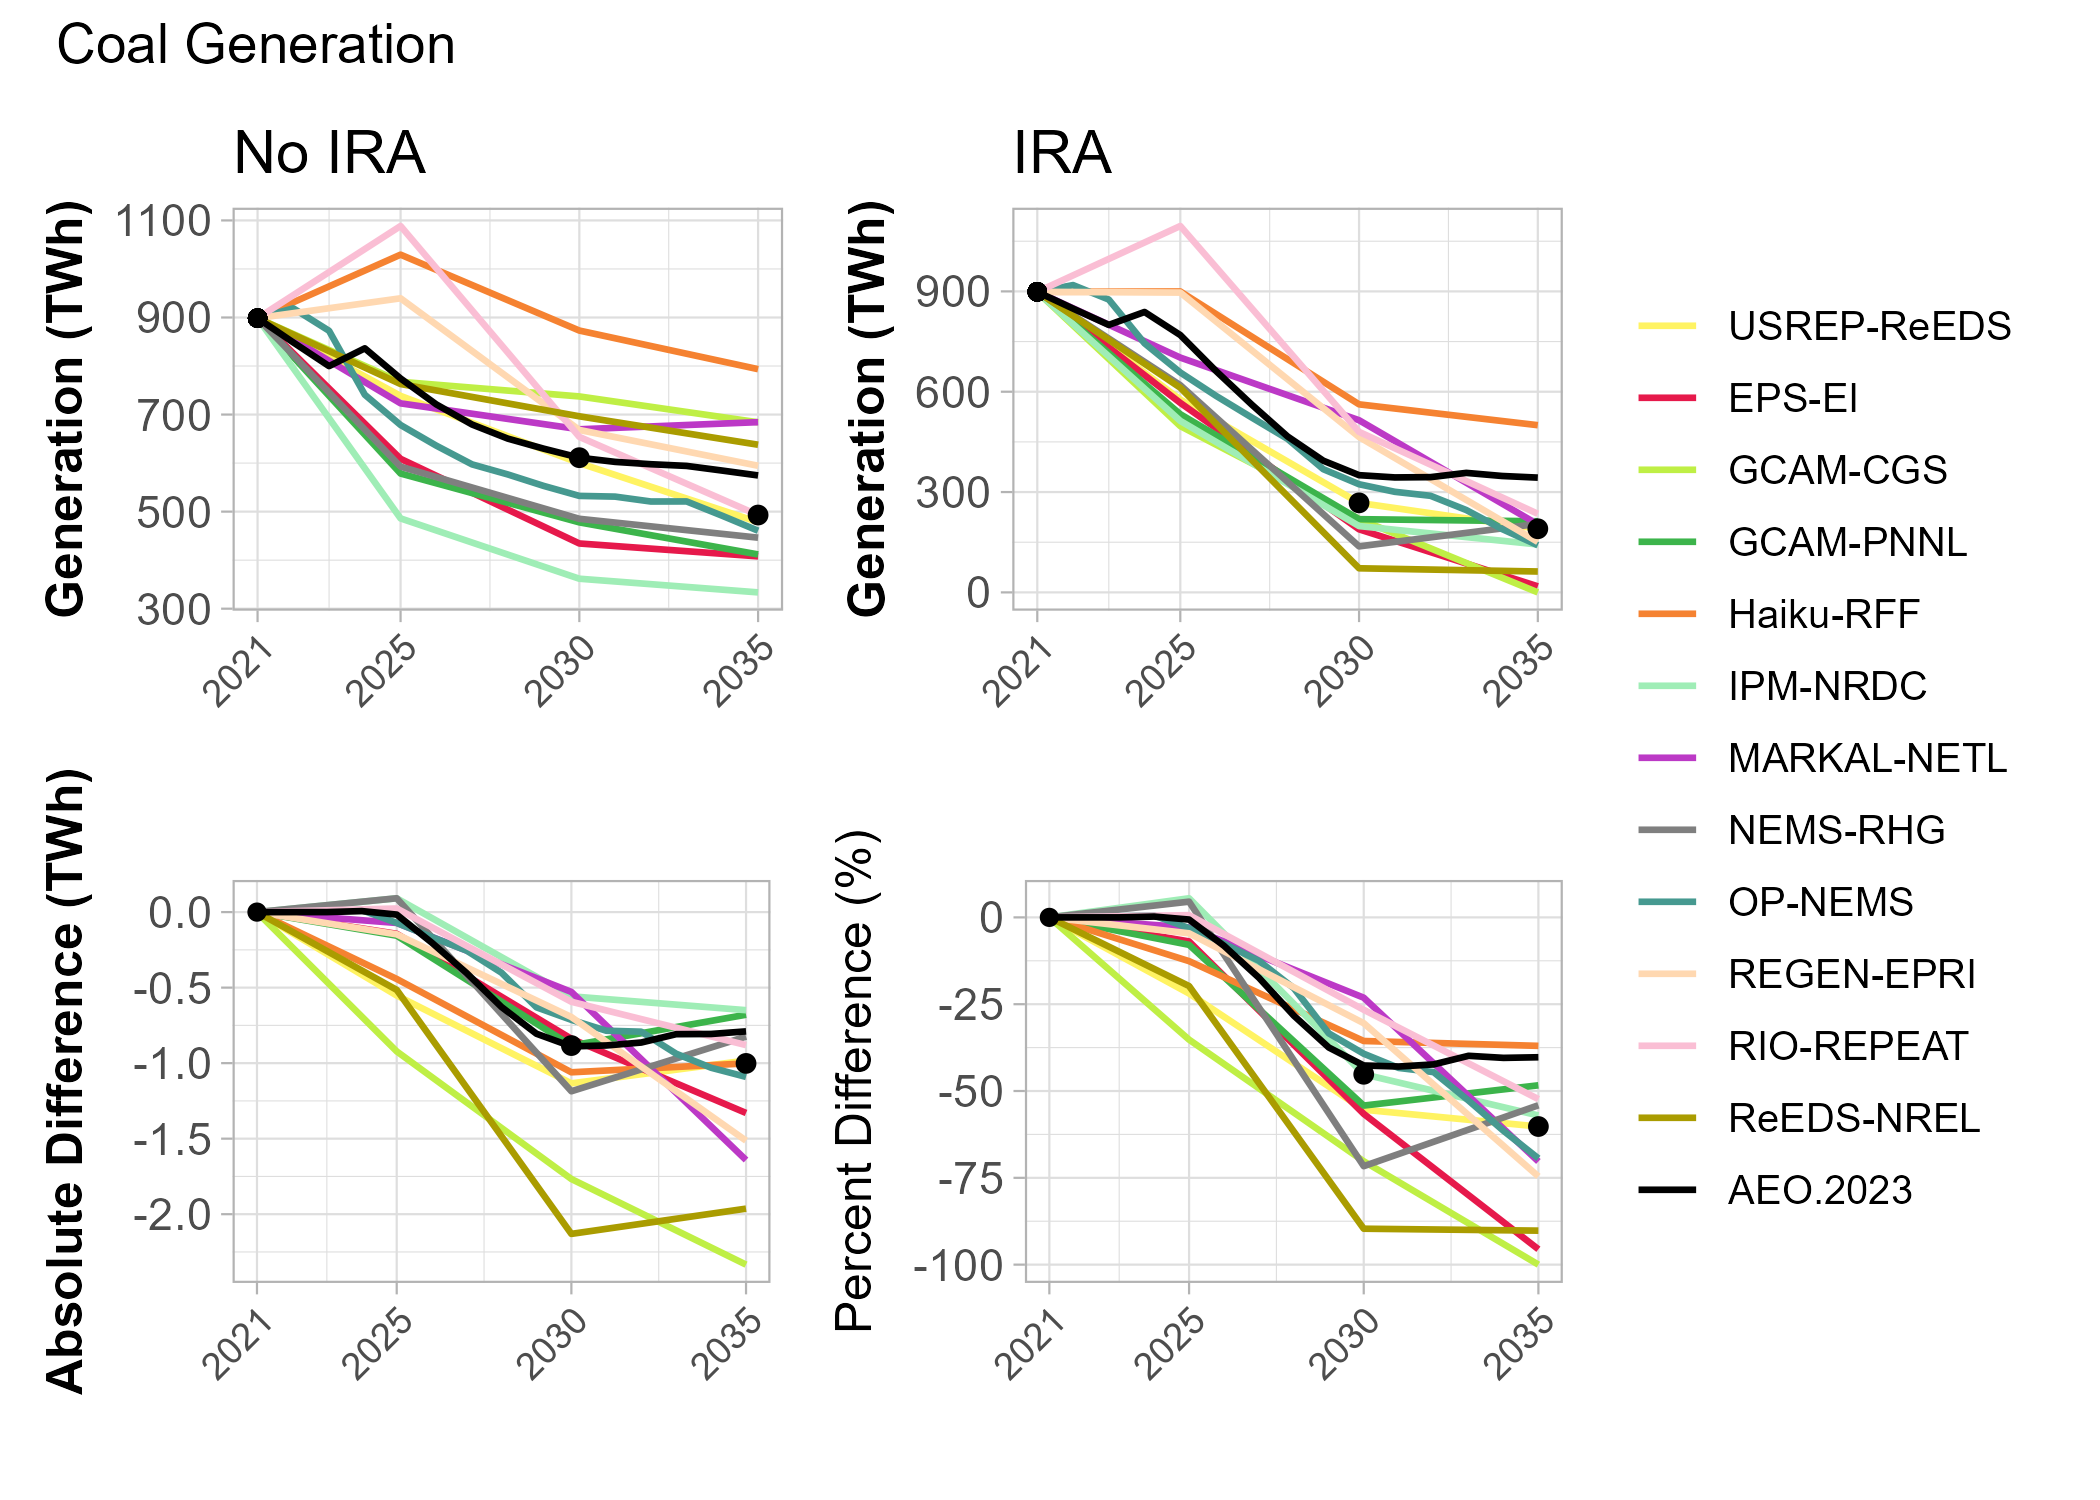 Coal Generation
No IRA
IRA
Generation (TWh)
1100
900
700
500
300
2021
2025
2030
2035
Generation (TWh)
900
600
300
0
2021
2025
2030
2035
Absolute Difference (TWh)
0.0
-0.5
-1.0
-1.5
-2.0
2021
2025
2030
2035
Percent Difference (%)
0
-25
-50
-75
-100
2021
2025
2030
2035
USREP-ReEDS
EPS-EI
GCAM-CGS
GCAM-PNNL
Haiku-RFF
IPM-NRDC
MARKAL-NETL
NEMS-RHG
OP-NEMS
REGEN-EPRI
RIO-REPEAT
ReEDS-NREL
AEO.2023